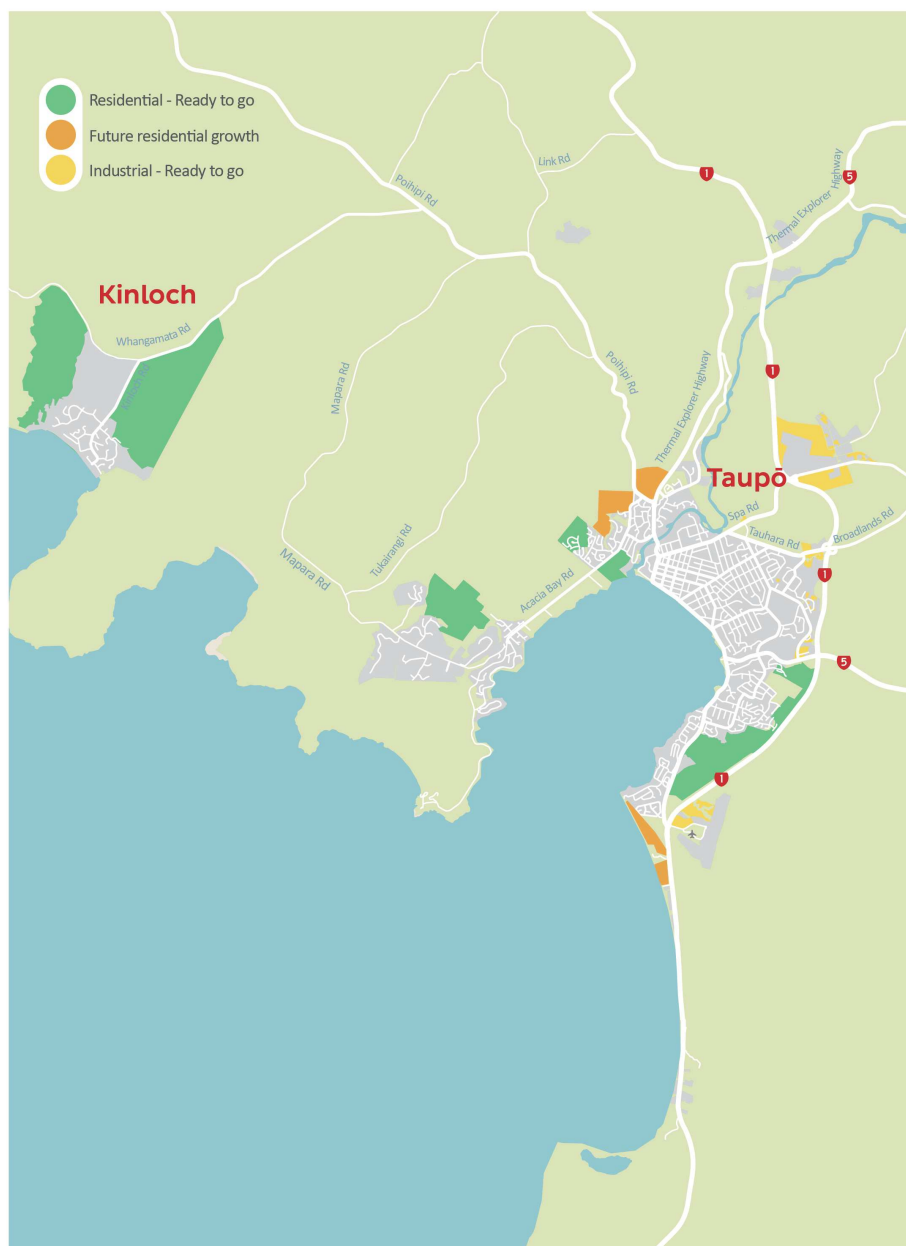 Residential - Ready to go
Future residential growth
Industrial - Ready to go
Link Rd
1
5
Thermal Explorer Highway
Poihipi Rd
Kinloch
Whangamata Rd
Kinloch Rd
Mapara Rd
Poihipi Rd
1
Thermal Explorer Highway
Taupō
Spa Rd
Tauhara Rd
Broadlands Rd
Tukairangi Rd
Mapara Rd
Acacia Bay Rd
1
5
1